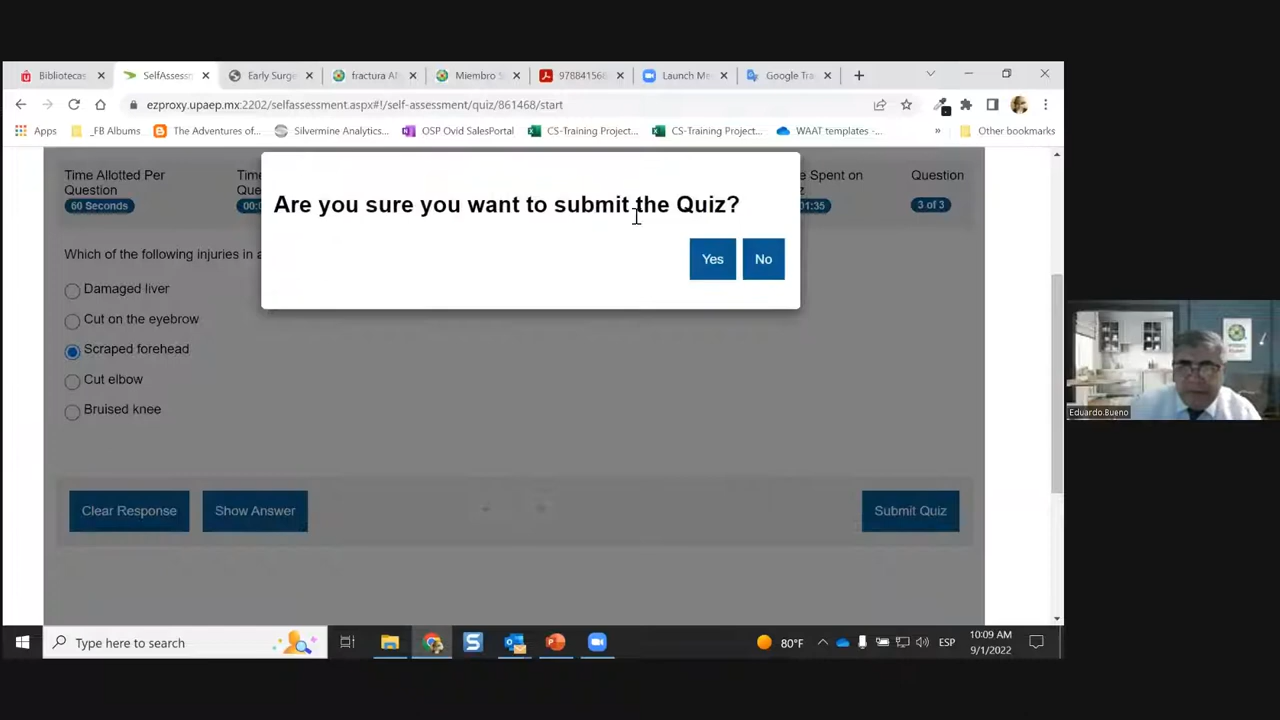 Bibliotecas
SelfAssessn
Early Surge
fractura AN
Miembro S
9788415684
Launch Me
Google Tra
ezproxy.upaep.mx:2202/selfassessment.aspx#!/self-assessment/quiz/861468/start
Apps
_FB Albums
The Adventures of...
Silvermine Analytics...
OSP Ovid SalesPortal
CS-Training Project...
CS-Training Project...
WAAT templates -...
»
Other bookmarks
Time Allotted Per
Question
60 Seconds
Question
3 of 3
Are you sure you want to submit the Quiz?
Yes
No
Which of the following injuries in a
Damaged liver
Cut on the eyebrow
Scraped forehead
Cut elbow
Bruised knee
Clear Response
Show Answer
Submit Quiz
Eduardo.Bueno
Type here to search
80°F
ESP
10:09 AM
9/1/2022